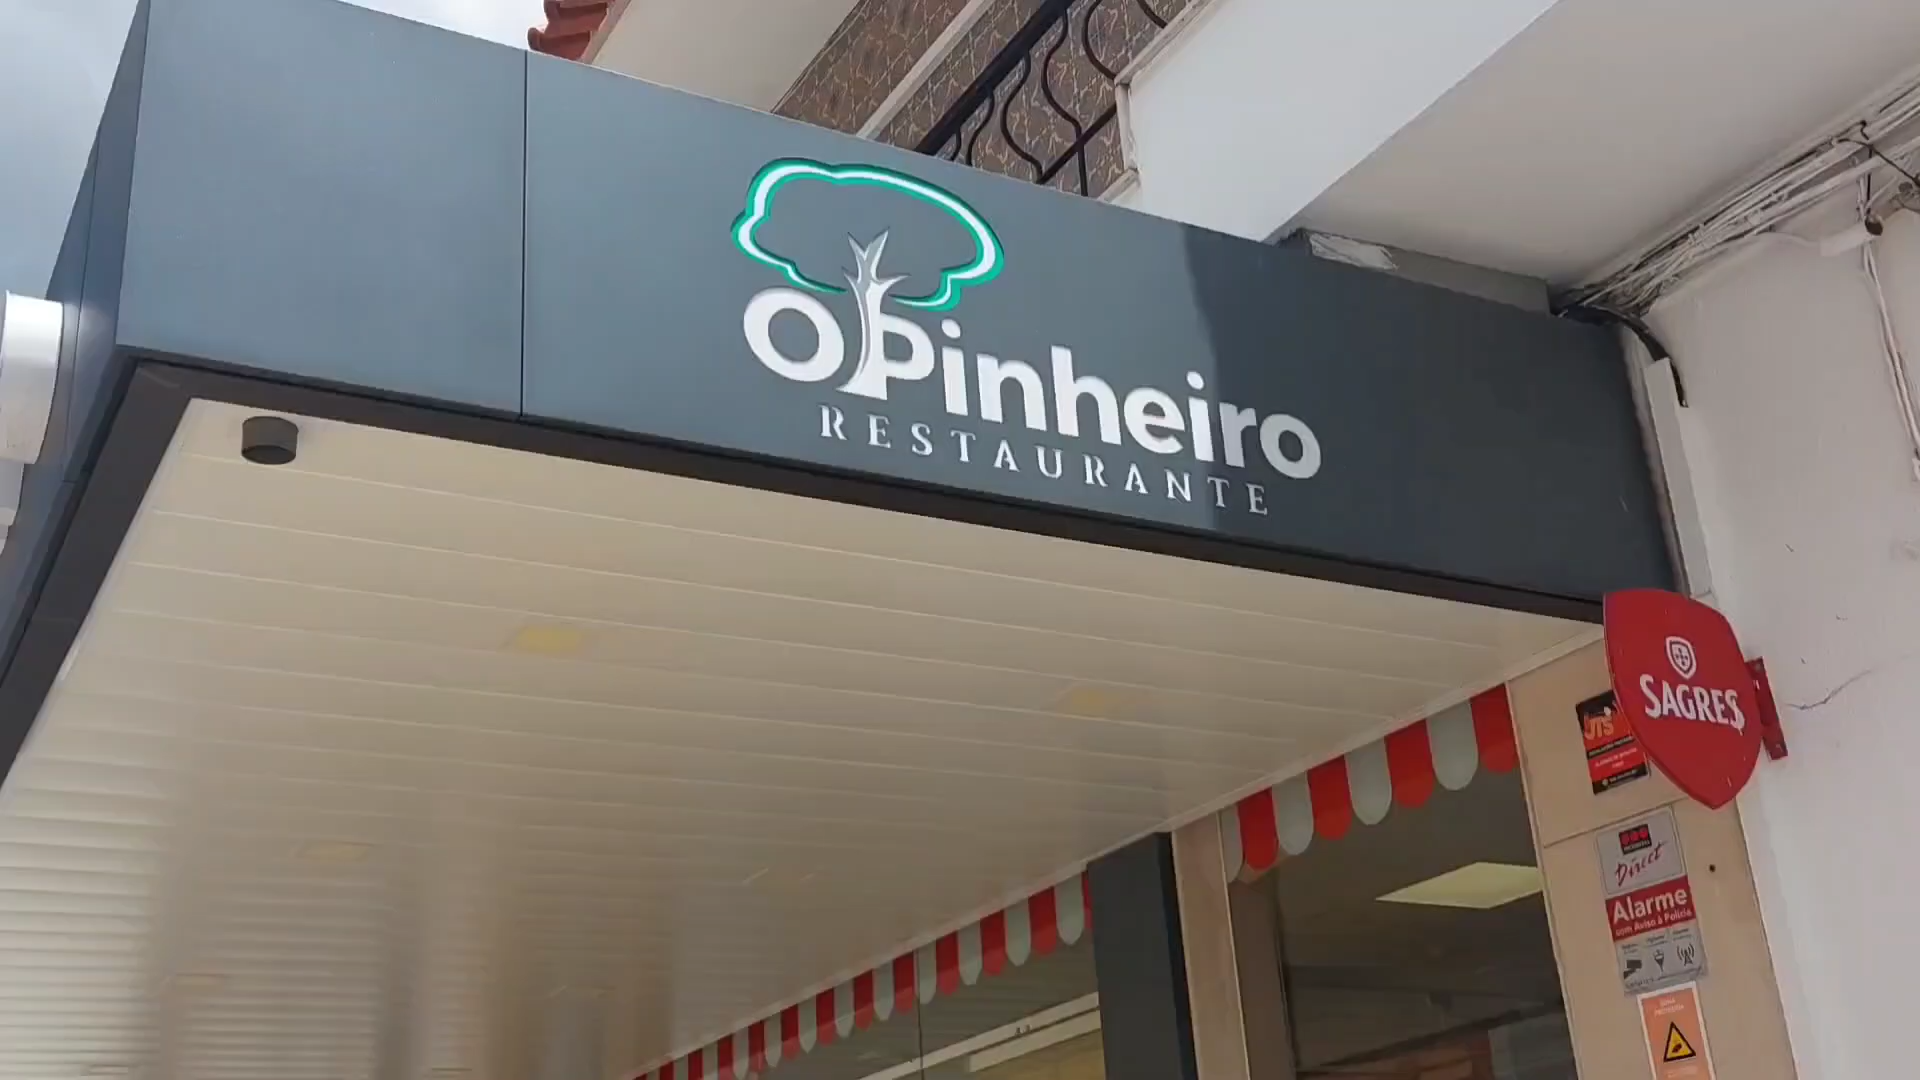 O Pinheiro
RESTAURANTE
SAGRES
Direct
Alarme
com Aviso à Polícia